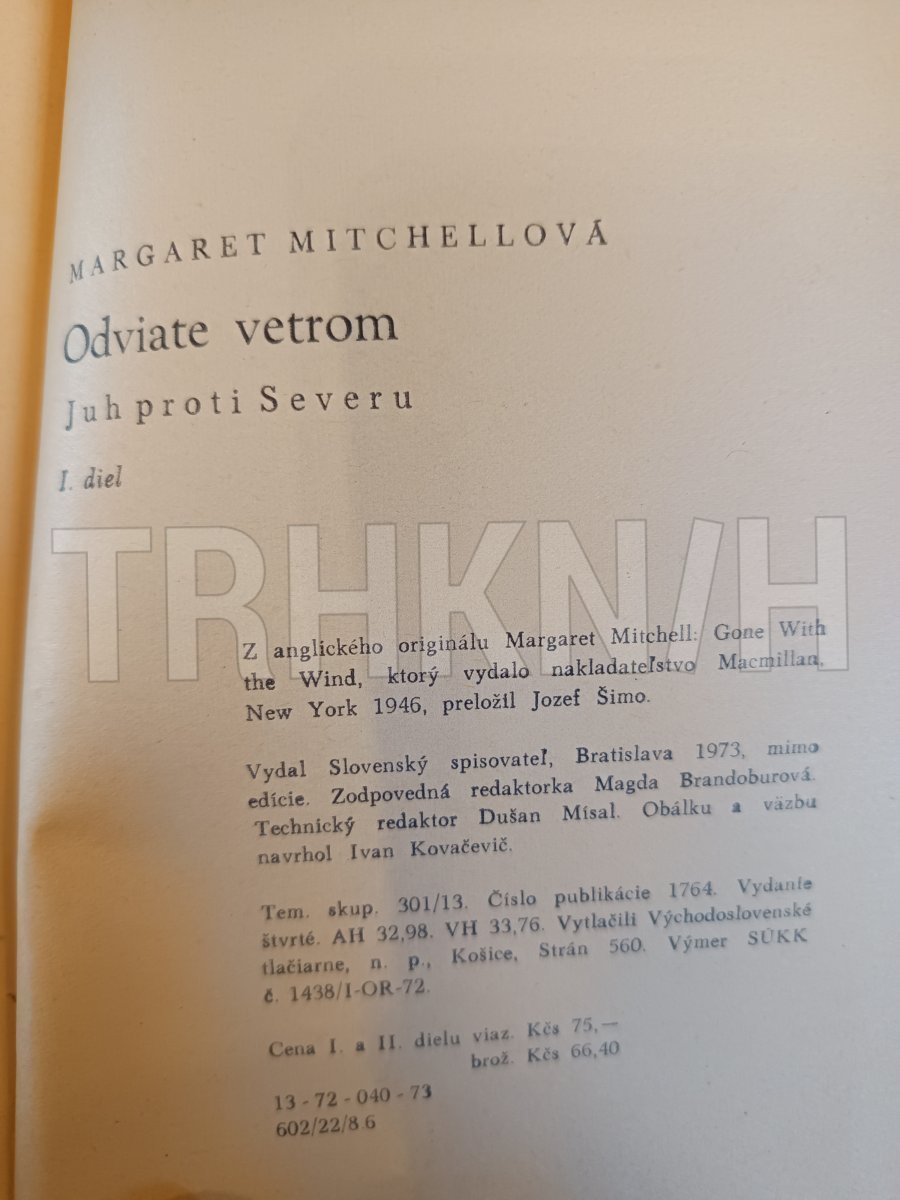 MARGARET MITCHELLOVÁ
Odviate vetrom
Juh proti Severu
I. diel
TRHKN/H
Z anglického originálu Margaret Mitchell: Gone With
the Wind, ktorý vydalo nakladateľstvo Macmillan,
New York 1946, preložil Jozef Šimo.
Vydal Slovenský spisovateľ, Bratislava 1973, mimo
edície. Zodpovedná redaktorka Magda Brandoburová.
Technický redaktor Dušan Mísal. Obálku a väzbu
navrhol Ivan Kovačevič.
Tem. skup. 301/13. Číslo publikácie 1764. Vydanie
štvrté. AH 32,98. VH 33,76. Vytlačili Východoslovenské
tlačiarne, n. p., Košice, Strán 560. Výmer SÚKK
č. 1438/I-OR-72.
Cena I. a II. dielu viaz. Kčs 75,—
brož. Kčs 66,40
13 - 72 - 040 - 73
602/22/8.6